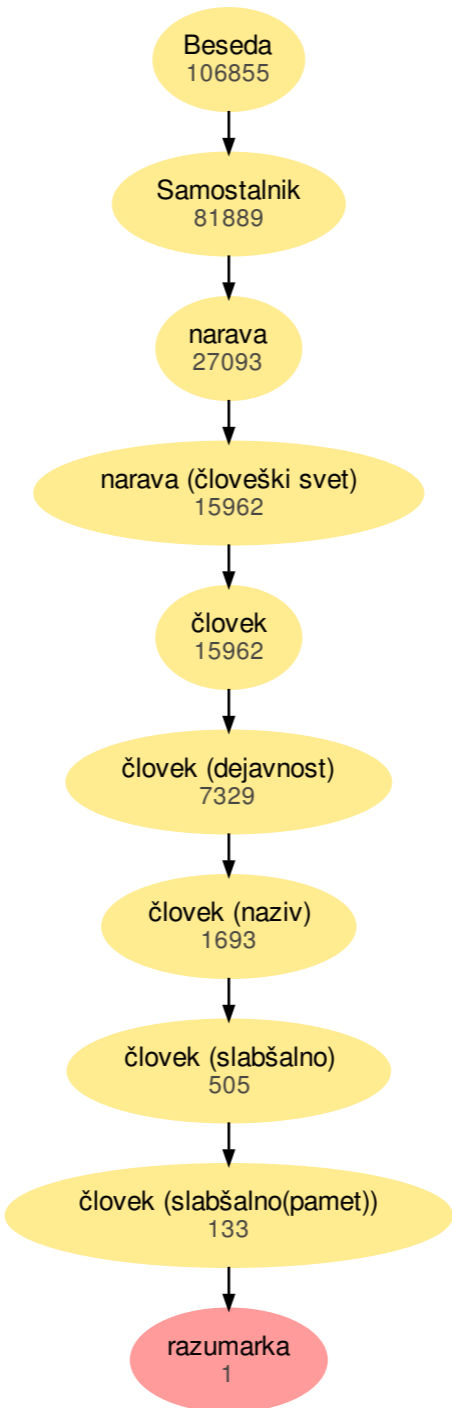 Beseda
106855
Samostalnik
81889
narava
27093
narava (človeški svet)
15962
človek
15962
človek (dejavnost)
7329
človek (naziv)
1693
človek (slabšalno)
505
človek (slabšalno(pamet))
133
razumarka
1